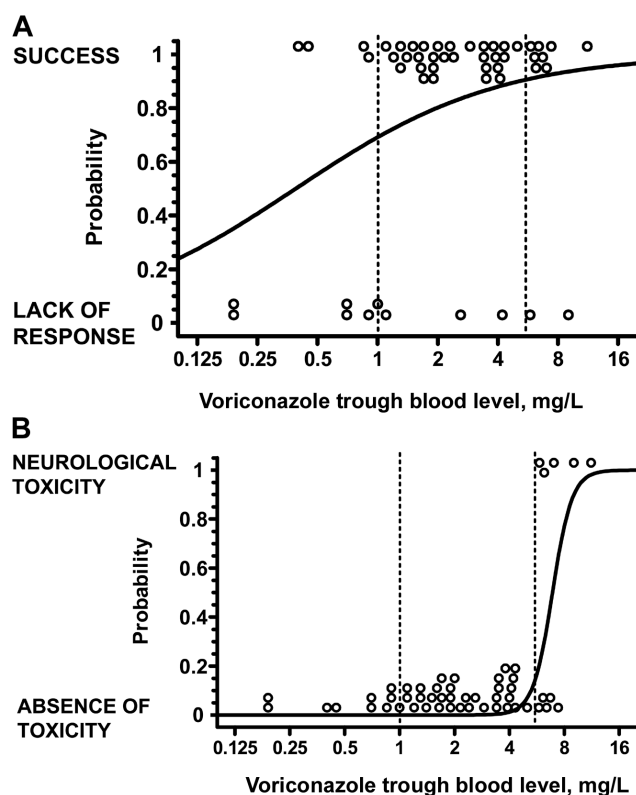 A
SUCCESS
1
0.8
0.6
0.4
0.2
0
Probability
LACK OF
RESPONSE
0.125 0.25 0.5 1 2 4 8 16
Voriconazole trough blood level, mg/L
B
NEUROLOGICAL
TOXICITY
1
0.8
0.6
0.4
0.2
0
Probability
ABSENCE OF
TOXICITY
0.125 0.25 0.5 1 2 4 8 16
Voriconazole trough blood level, mg/L